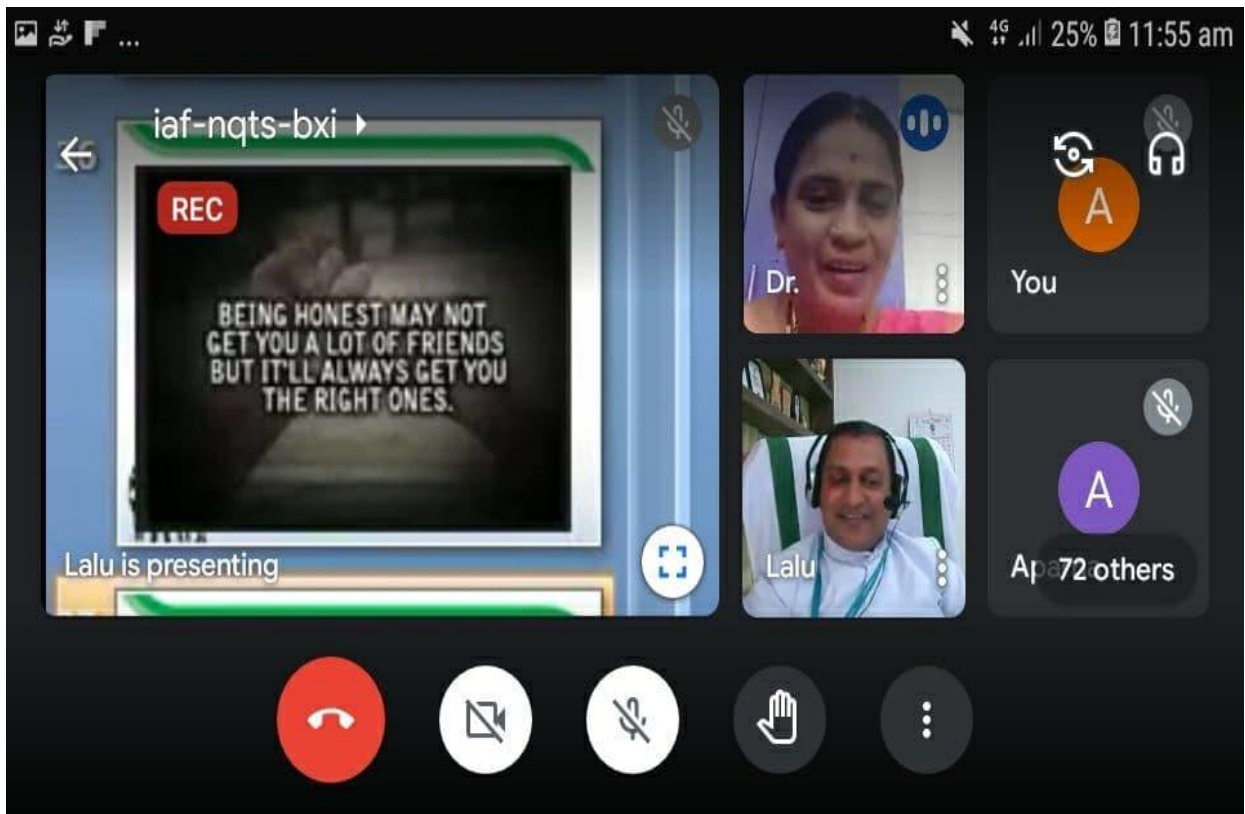 ... 4G 25% 11:55 am
iaf-nqts-bxi
REC
BEING HONEST MAY NOT
GET YOU A LOT OF FRIENDS
BUT IT'LL ALWAYS GET YOU
THE RIGHT ONES.
Lalu is presenting
Dr.
A
You
Lalu
A
72 others